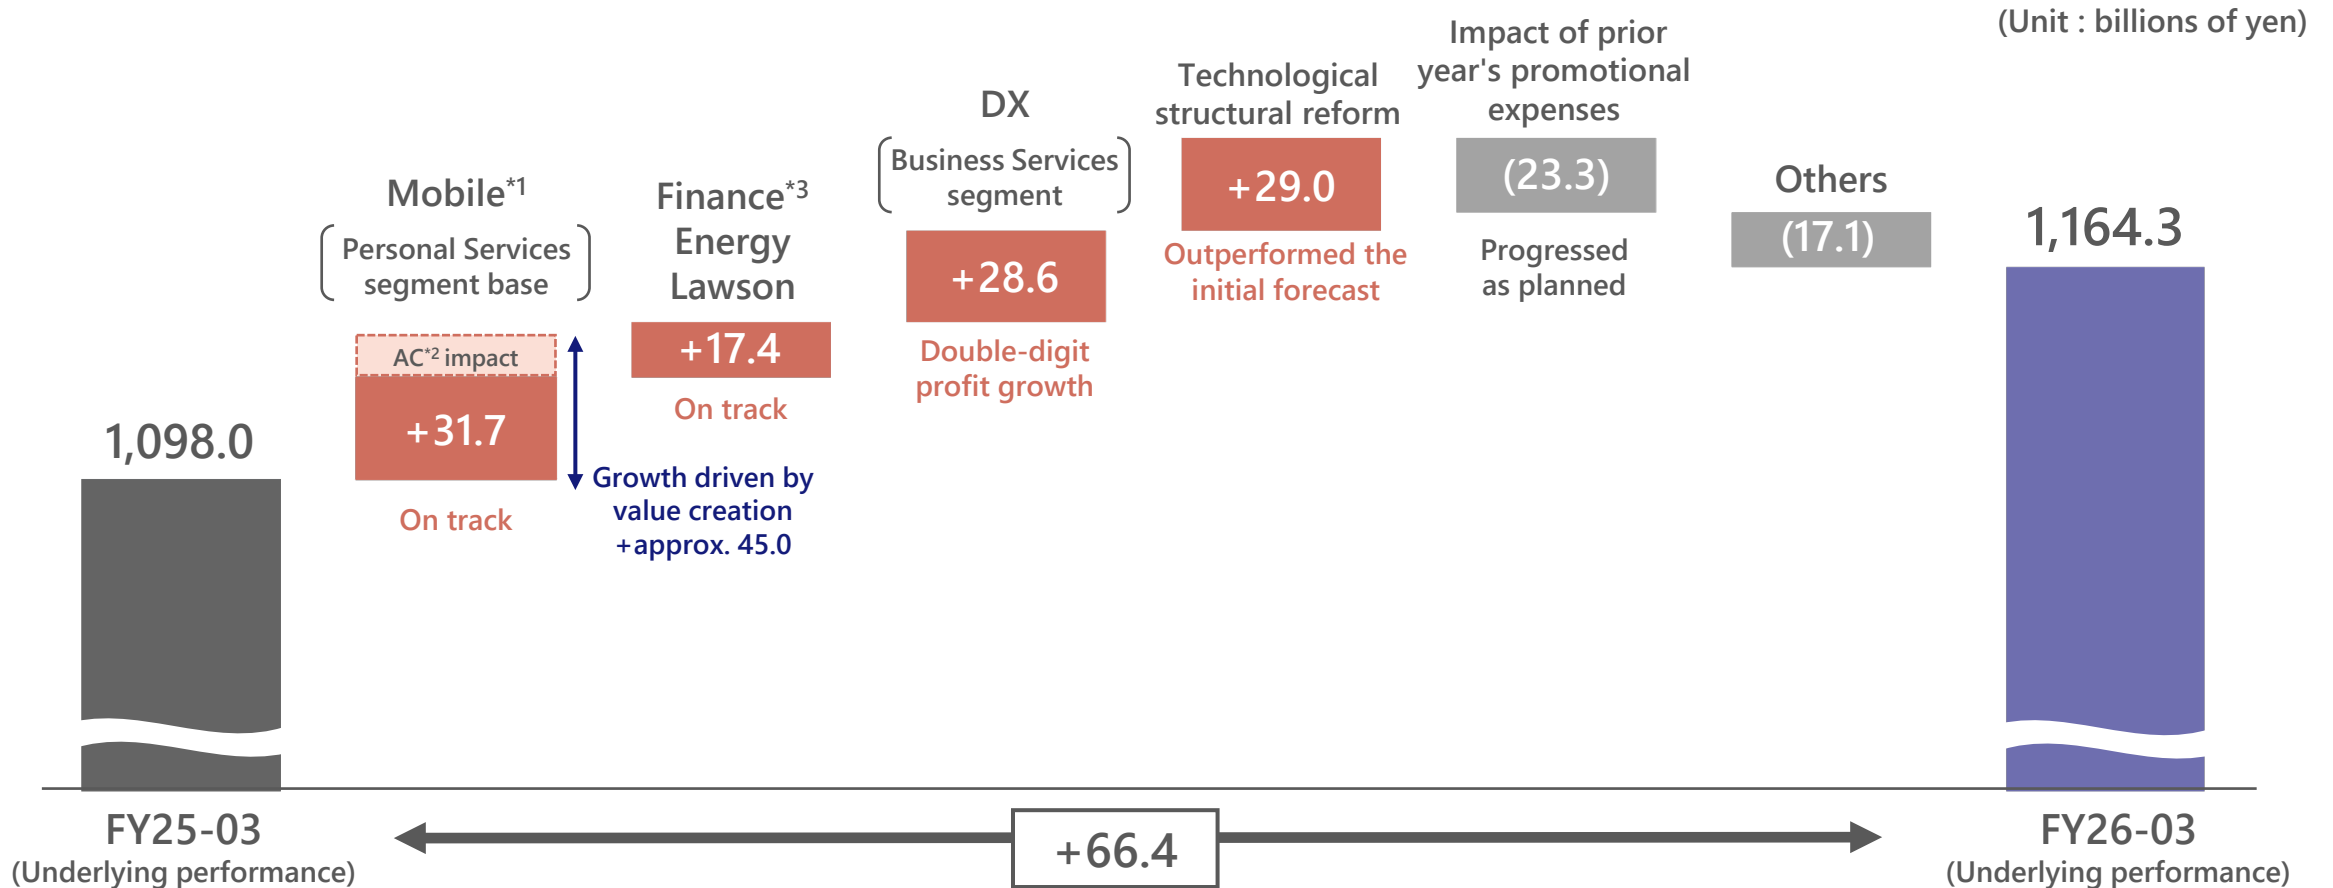 (Unit : billions of yen)
1,098.0
Mobile*1
Personal Services
segment base
AC*2 impact
+31.7
On track
Growth driven by
value creation
+approx. 45.0
Finance*3
Energy
Lawson
+17.4
On track
DX
Business Services
segment
+28.6
Double-digit
profit growth
Technological
structural reform
+29.0
Outperformed the
initial forecast
Impact of prior
year's promotional
expenses
(23.3)
Progressed
as planned
Others
(17.1)
1,164.3
FY25-03
(Underlying performance)
+66.4
FY26-03
(Underlying performance)